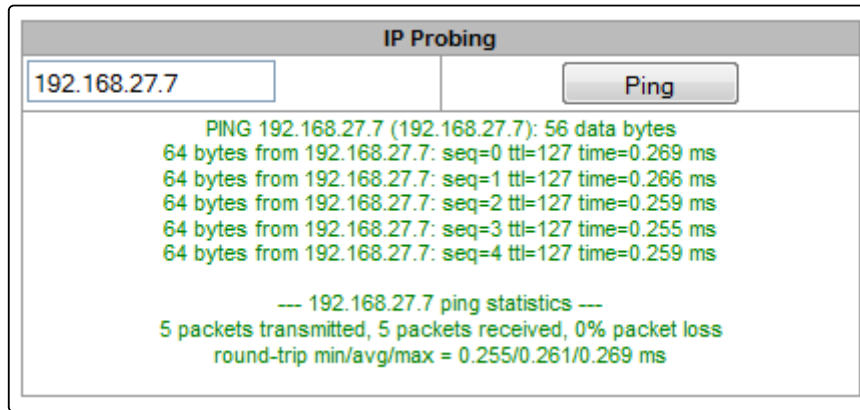 IP Probing
192.168.27.7
Ping
PING 192.168.27.7 (192.168.27.7): 56 data bytes
64 bytes from 192.168.27.7: seq=0 ttl=127 time=0.269 ms
64 bytes from 192.168.27.7: seq=1 ttl=127 time=0.266 ms
64 bytes from 192.168.27.7: seq=2 ttl=127 time=0.259 ms
64 bytes from 192.168.27.7: seq=3 ttl=127 time=0.255 ms
64 bytes from 192.168.27.7: seq=4 ttl=127 time=0.259 ms
--- 192.168.27.7 ping statistics ---
5 packets transmitted, 5 packets received, 0% packet loss
round-trip min/avg/max = 0.255/0.261/0.269 ms